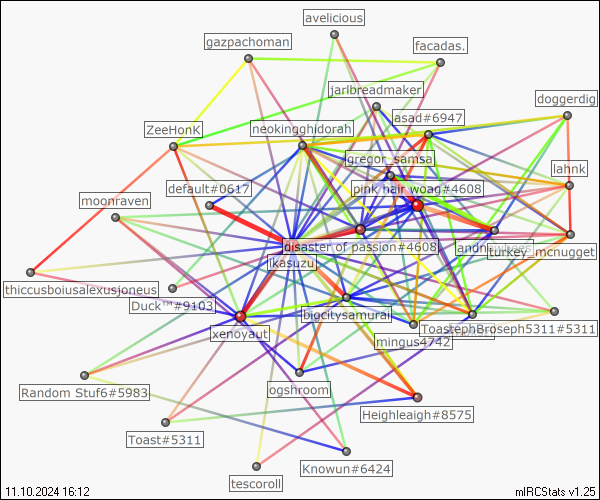 avelicious
gazpachoman
facadas.
jarlbreadmaker
doggerdig
asad#6947
ZeeHonK
neokingghidorah
gregor_samsa
lahnk
default#0617
pink hair woag#4608
moonraven
disaster of passion#4608
turkey_mcnugget
ikasuzu
thiccusboiusalexusjoneus
Duck™#9103
bigcitysamurai
ToastephBroseph5311#5311
xenoyaut
mingus4742
Random Stuf6#5983
ogshroom
Heighleaigh#8575
Toast#5311
Knowun#6424
tescoroll
11.10.2024 16:12
mIRCStats v1.25